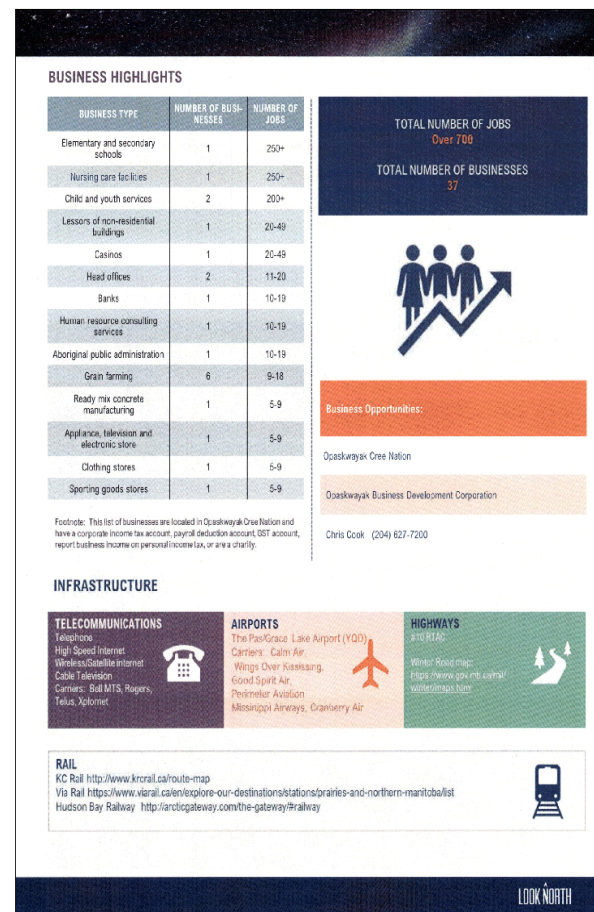 BUSINESS HIGHLIGHTS
BUSINESS TYPE
NUMBER OF BUSI-
NESSES
NUMBER OF
JOBS
Elementary and secondary
schools
1
250+
Nursing care facilities
1
250+
Child and youth services
2
200+
Lessors of non-residential
buildings
1
20-49
Casinos
1
20-49
Head offices
2
11-20
Banks
1
10-19
Human resource consulting
services
1
10-19
Aboriginal public administration
1
10-19
Grain farming
6
9-18
Ready mix concrete
manufacturing
1
5-9
Appliance, television and
electronic store
1
5-9
Clothing stores
1
5-9
Sporting goods stores
1
5-9
Footnote: This list of businesses are located in Opaskwayak Cree Nation and
have a corporate income tax account, payroll deduction account, GST account,
report business income on personal income tax, or are a charity.
TOTAL NUMBER OF JOBS
Over 700
TOTAL NUMBER OF BUSINESSES
37
Business Opportunities:
Opaskwayak Cree Nation
Opaskwayak Business Development Corporation
Chris Cook (204) 627-7200
INFRASTRUCTURE
TELECOMMUNICATIONS
Telephone
High Speed Internet
Wireless/Satellite internet
Cable Television
Carriers: Bell MTS, Rogers,
Telus, Xplornet
AIRPORTS
The Pas/Grace Lake Airport (YQD)
Carriers: Calm Air,
Wings Over Kississing,
Good Spirit Air,
Perimeter Aviation
Missinippi Airways, Cranberry Air
HIGHWAYS
#10 RTAC
Winter Road map:
https://www.gov.mb.ca/mit/
winter/maps.html
RAIL
KC Rail http://www.krcrail.ca/route-map
Via Rail https://www.viarail.ca/en/explore-our-destinations/stations/prairies-and-northern-manitoba/list
Hudson Bay Railway http://arcticgateway.com/the-gateway/#railway
LOOK NORTH